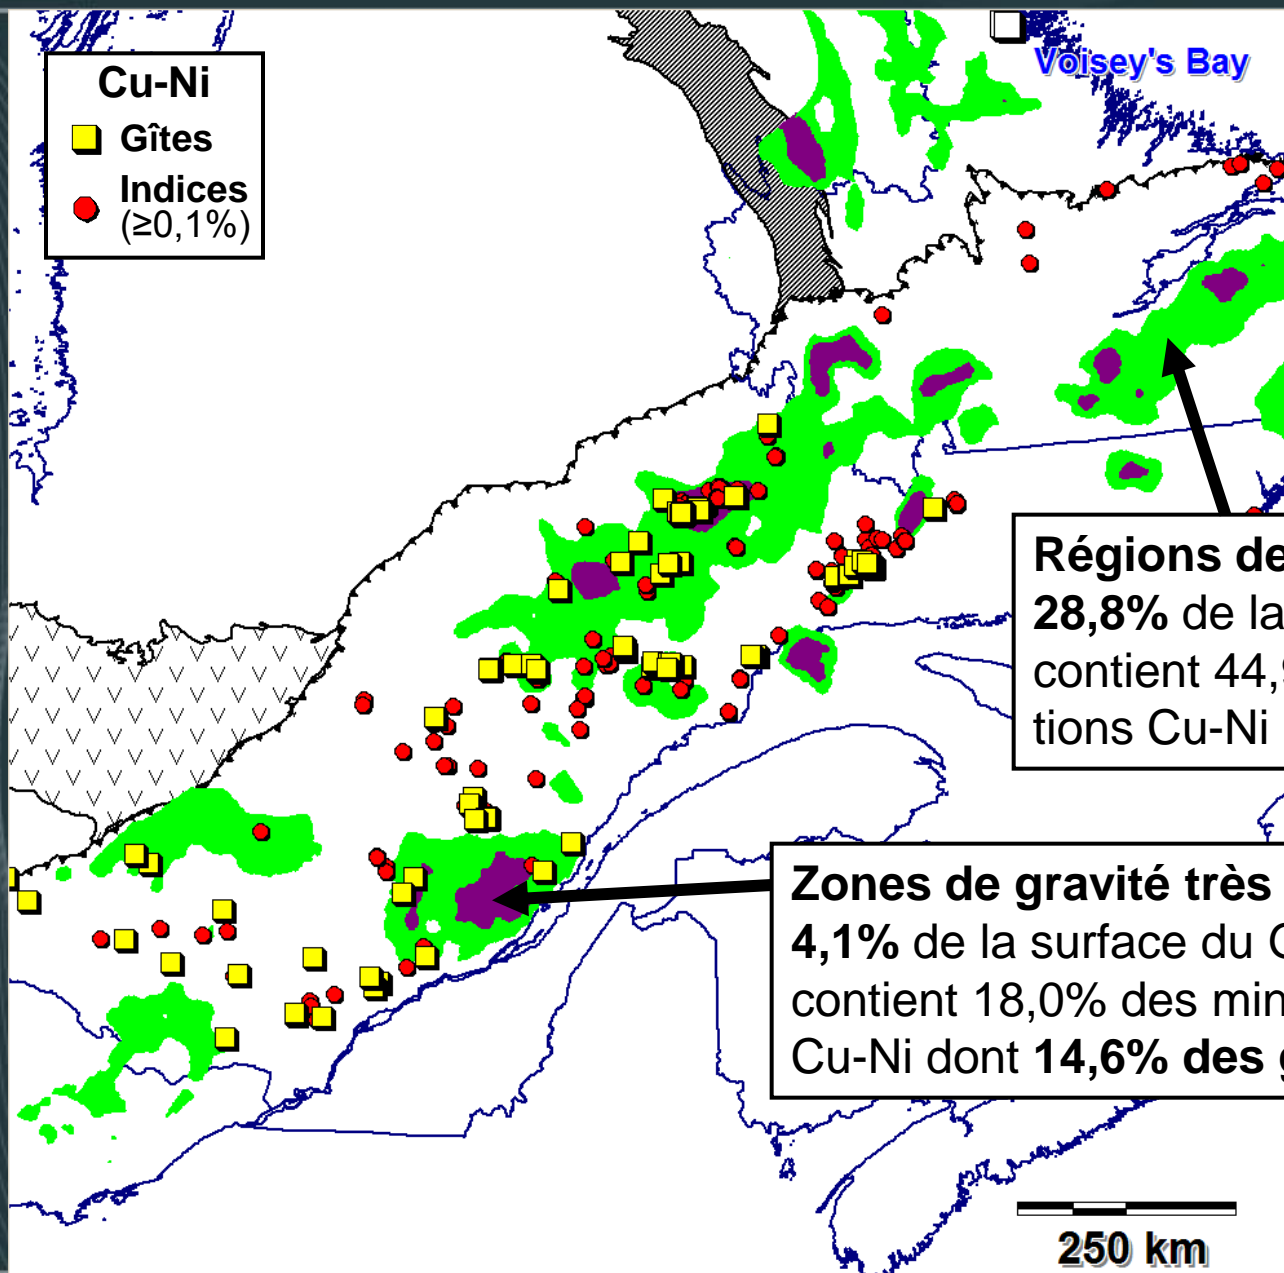 Cu-Ni
Gîtes
Indices
(≥0,1%)
Voisey's Bay
Régions de
28,8% de la
contient 44,9
tions Cu-Ni
Zones de gravité très
4,1% de la surface du
contient 18,0% des min
Cu-Ni dont 14,6% des
250 km